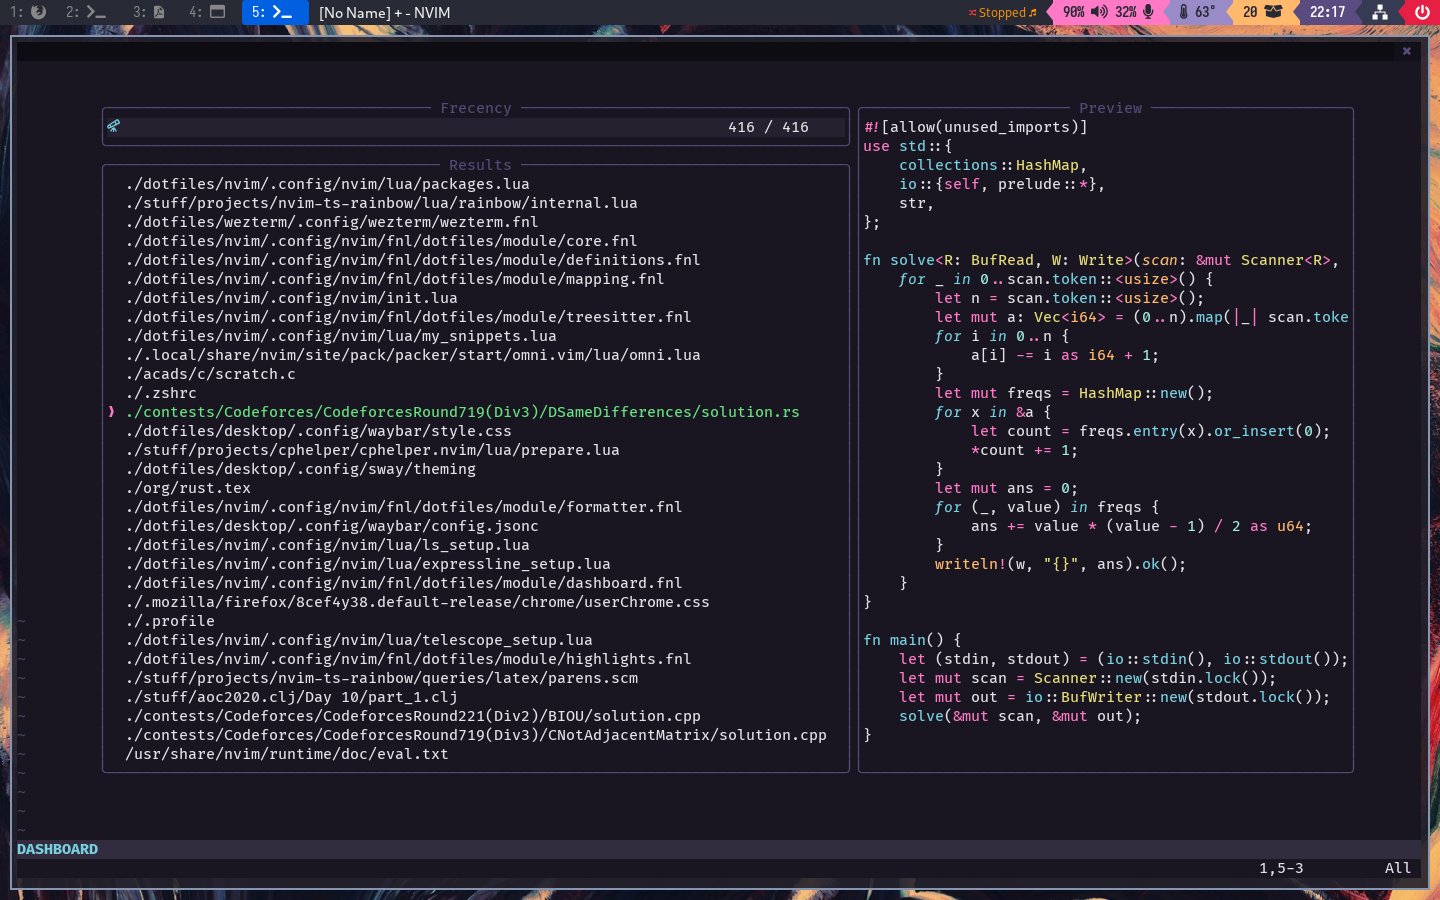 1: 2: 3: 4: 5: [No Name] + - NVIM Stopped 90% 32% 63° 20 22:17
Frecency
416 / 416
Results
./dotfiles/nvim/.config/nvim/lua/packages.lua
./stuff/projects/nvim-ts-rainbow/lua/rainbow/internal.lua
./dotfiles/wezterm/.config/wezterm/wezterm.fnl
./dotfiles/nvim/.config/nvim/fnl/dotfiles/module/core.fnl
./dotfiles/nvim/.config/nvim/fnl/dotfiles/module/definitions.fnl
./dotfiles/nvim/.config/nvim/fnl/dotfiles/module/mapping.fnl
./dotfiles/nvim/.config/nvim/init.lua
./dotfiles/nvim/.config/nvim/fnl/dotfiles/module/treesitter.fnl
./dotfiles/nvim/.config/nvim/lua/my_snippets.lua
./.local/share/nvim/site/pack/packer/start/omni.vim/lua/omni.lua
./acads/c/scratch.c
./.zshrc
❫ ./contests/Codeforces/CodeforcesRound719(Div3)/DSameDifferences/solution.rs
./dotfiles/desktop/.config/waybar/style.css
./stuff/projects/cphelper/cphelper.nvim/lua/prepare.lua
./dotfiles/desktop/.config/sway/theming
./org/rust.tex
./dotfiles/nvim/.config/nvim/fnl/dotfiles/module/formatter.fnl
./dotfiles/desktop/.config/waybar/config.jsonc
./dotfiles/nvim/.config/nvim/lua/ls_setup.lua
./dotfiles/nvim/.config/nvim/lua/expressline_setup.lua
./dotfiles/nvim/.config/nvim/fnl/dotfiles/module/dashboard.fnl
./.mozilla/firefox/8cef4y38.default-release/chrome/userChrome.css
./.profile
./dotfiles/nvim/.config/nvim/lua/telescope_setup.lua
./dotfiles/nvim/.config/nvim/fnl/dotfiles/module/highlights.fnl
./stuff/projects/nvim-ts-rainbow/queries/latex/parens.scm
./stuff/aoc2020.clj/Day 10/part_1.clj
./contests/Codeforces/CodeforcesRound221(Div2)/BIOU/solution.cpp
./contests/Codeforces/CodeforcesRound719(Div3)/CNotAdjacentMatrix/solution.cpp
/usr/share/nvim/runtime/doc/eval.txt
Preview
#![allow(unused_imports)]
use std::{
    collections::HashMap,
    io::{self, prelude::*},
    str,
};
fn solve<R: BufRead, W: Write>(scan: &mut Scanner<R>,
    for _ in 0..scan.token::<usize>() {
        let n = scan.token::<usize>();
        let mut a: Vec<i64> = (0..n).map(|_| scan.toke
        for i in 0..n {
            a[i] -= i as i64 + 1;
        }
        let mut freqs = HashMap::new();
        for x in &a {
            let count = freqs.entry(x).or_insert(0);
            *count += 1;
        }
        let mut ans = 0;
        for (_, value) in freqs {
            ans += value * (value - 1) / 2 as u64;
        }
        writeln!(w, "{}", ans).ok();
    }
}
fn main() {
    let (stdin, stdout) = (io::stdin(), io::stdout());
    let mut scan = Scanner::new(stdin.lock());
    let mut out = io::BufWriter::new(stdout.lock());
    solve(&mut scan, &mut out);
}
~
~
~
~
~
~
~
~
~
~
~
~
DASHBOARD
1,5-3 All